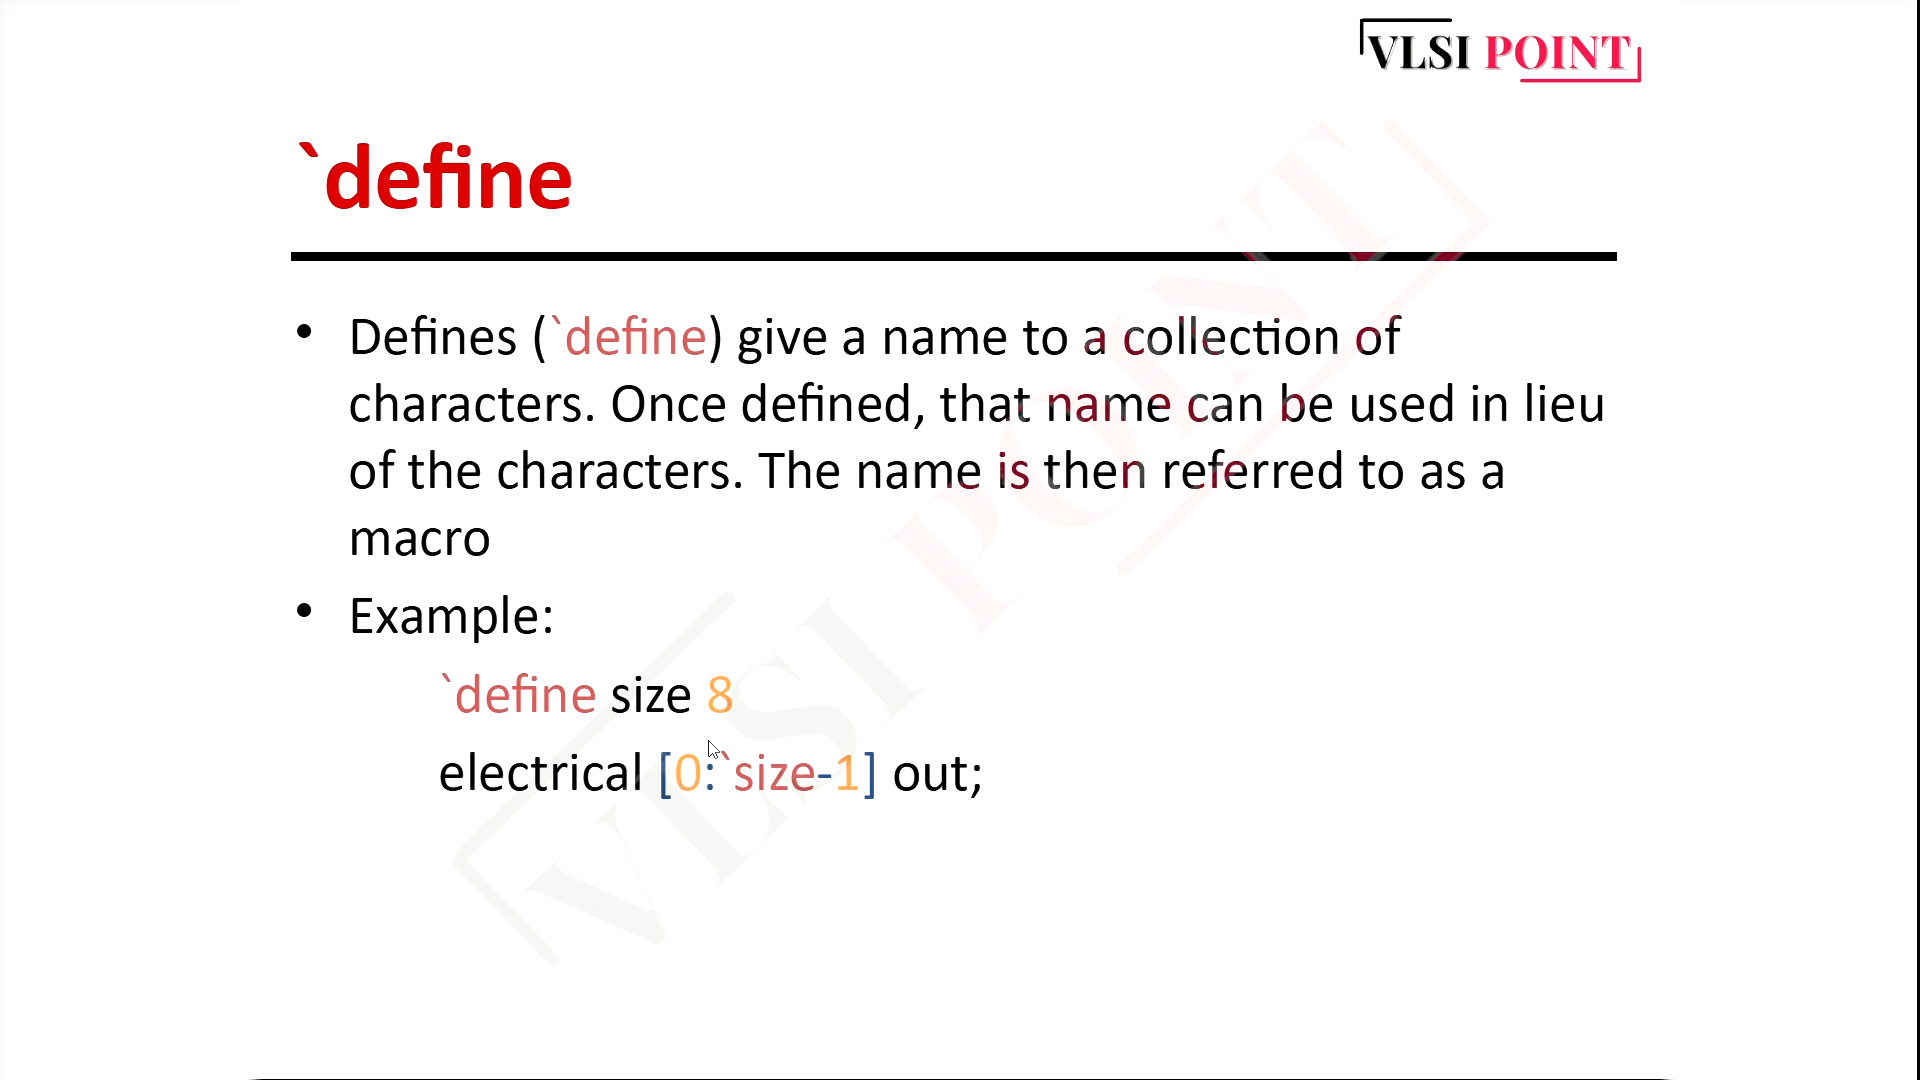 VLSI POINT
`define
• Defines (`define) give a name to a collection of
characters. Once defined, that name can be used in lieu
of the characters. The name is then referred to as a
macro
• Example:
`define size 8
electrical [0:`size-1] out;
VLSI POINT